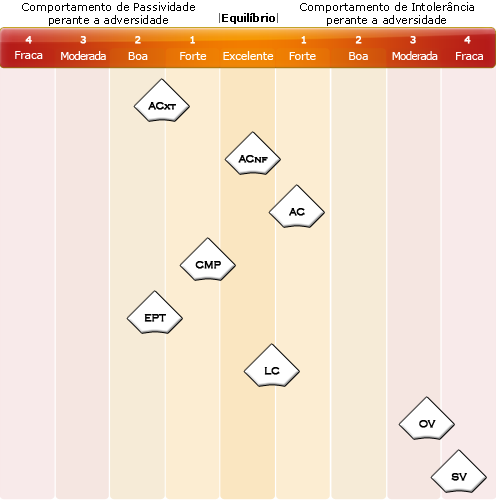 Comportamento de Passividade
perante a adversidade
|Equilíbrio|
Comportamento de Intolerância
perante a adversidade
4 3 2 1 1 2 3 4
Fraca Moderada Boa Forte Excelente Forte Boa Moderada Fraca
ACXT
ACNF
AC
CMP
EPT
LC
OV
SV